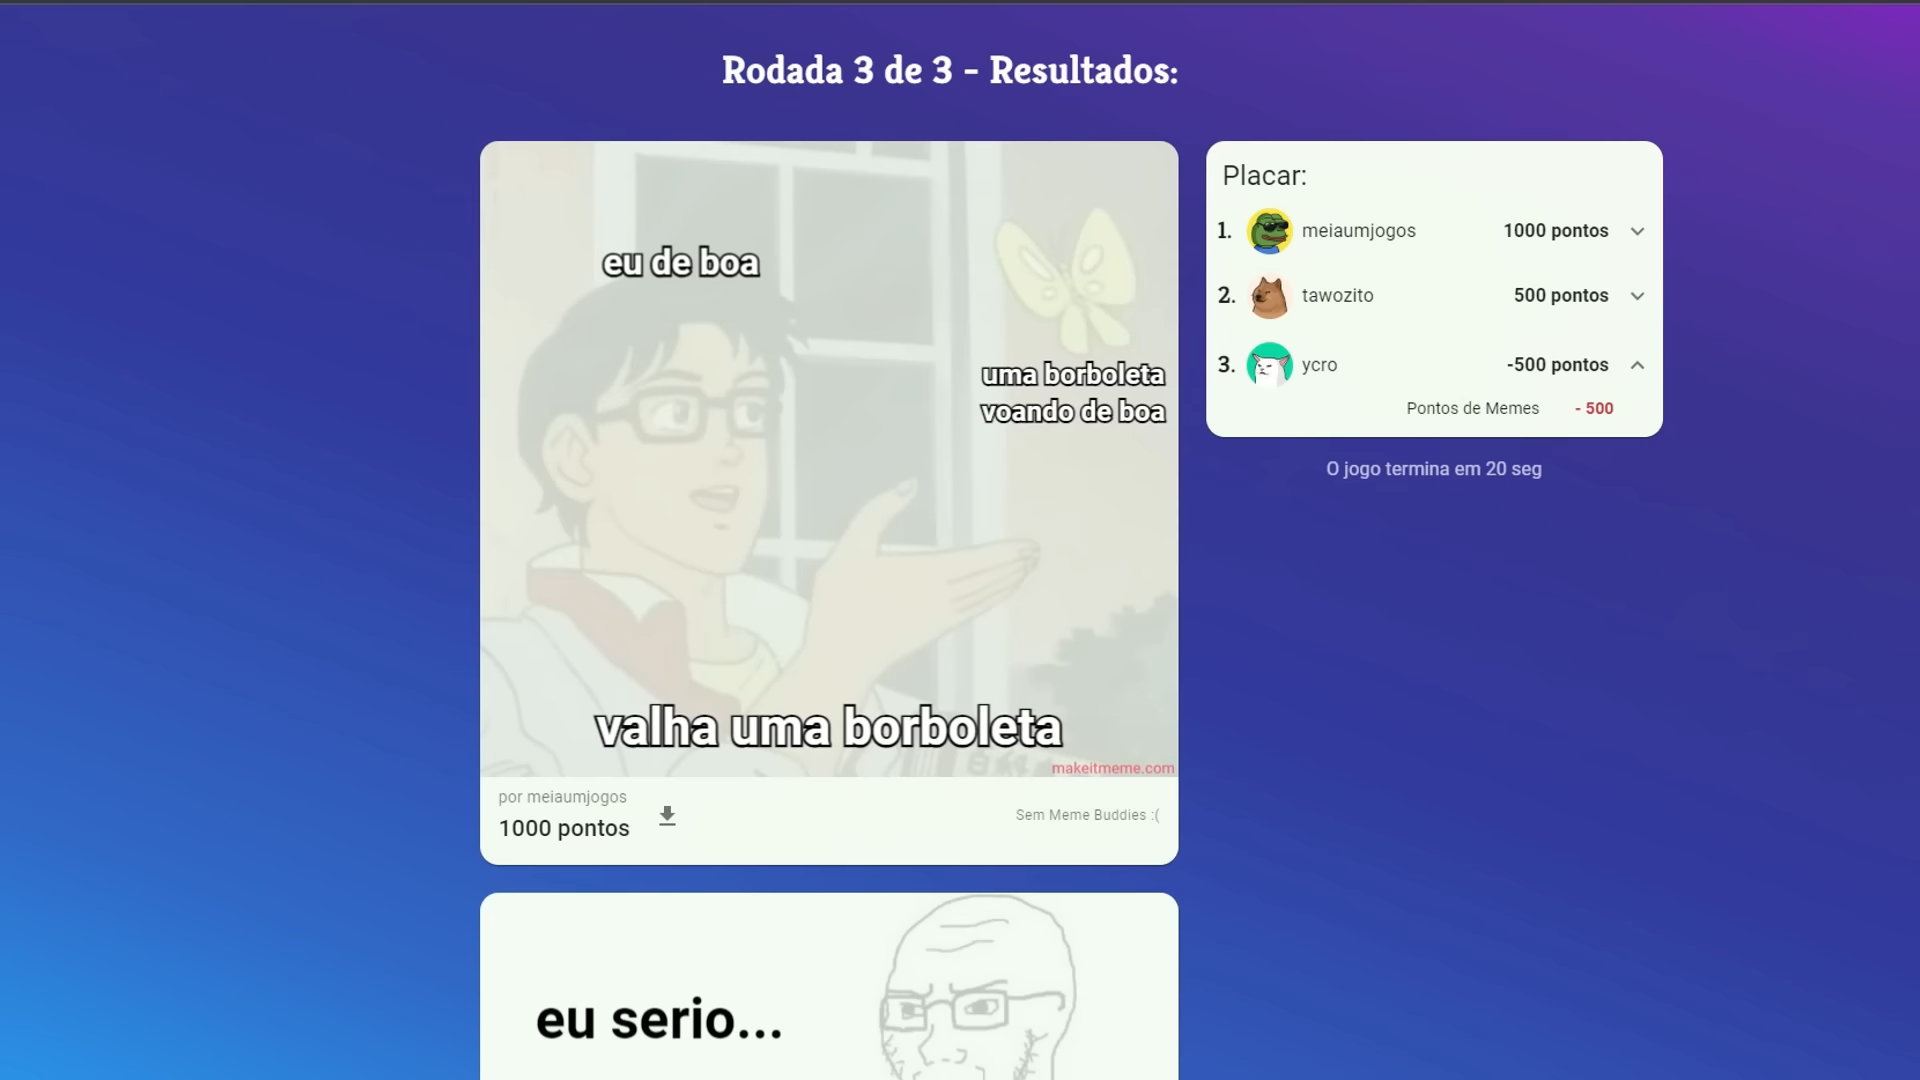 Rodada 3 de 3 - Resultados:
eu de boa
uma borboleta
voando de boa
valha uma borboleta
makeitmeme.com
por meiaumjogos
1000 pontos
Sem Meme Buddies :(
eu serio...
Placar:
1. meiaumjogos 1000 pontos
2. tawozito 500 pontos
3. ycro -500 pontos
Pontos de Memes - 500
O jogo termina em 20 seg